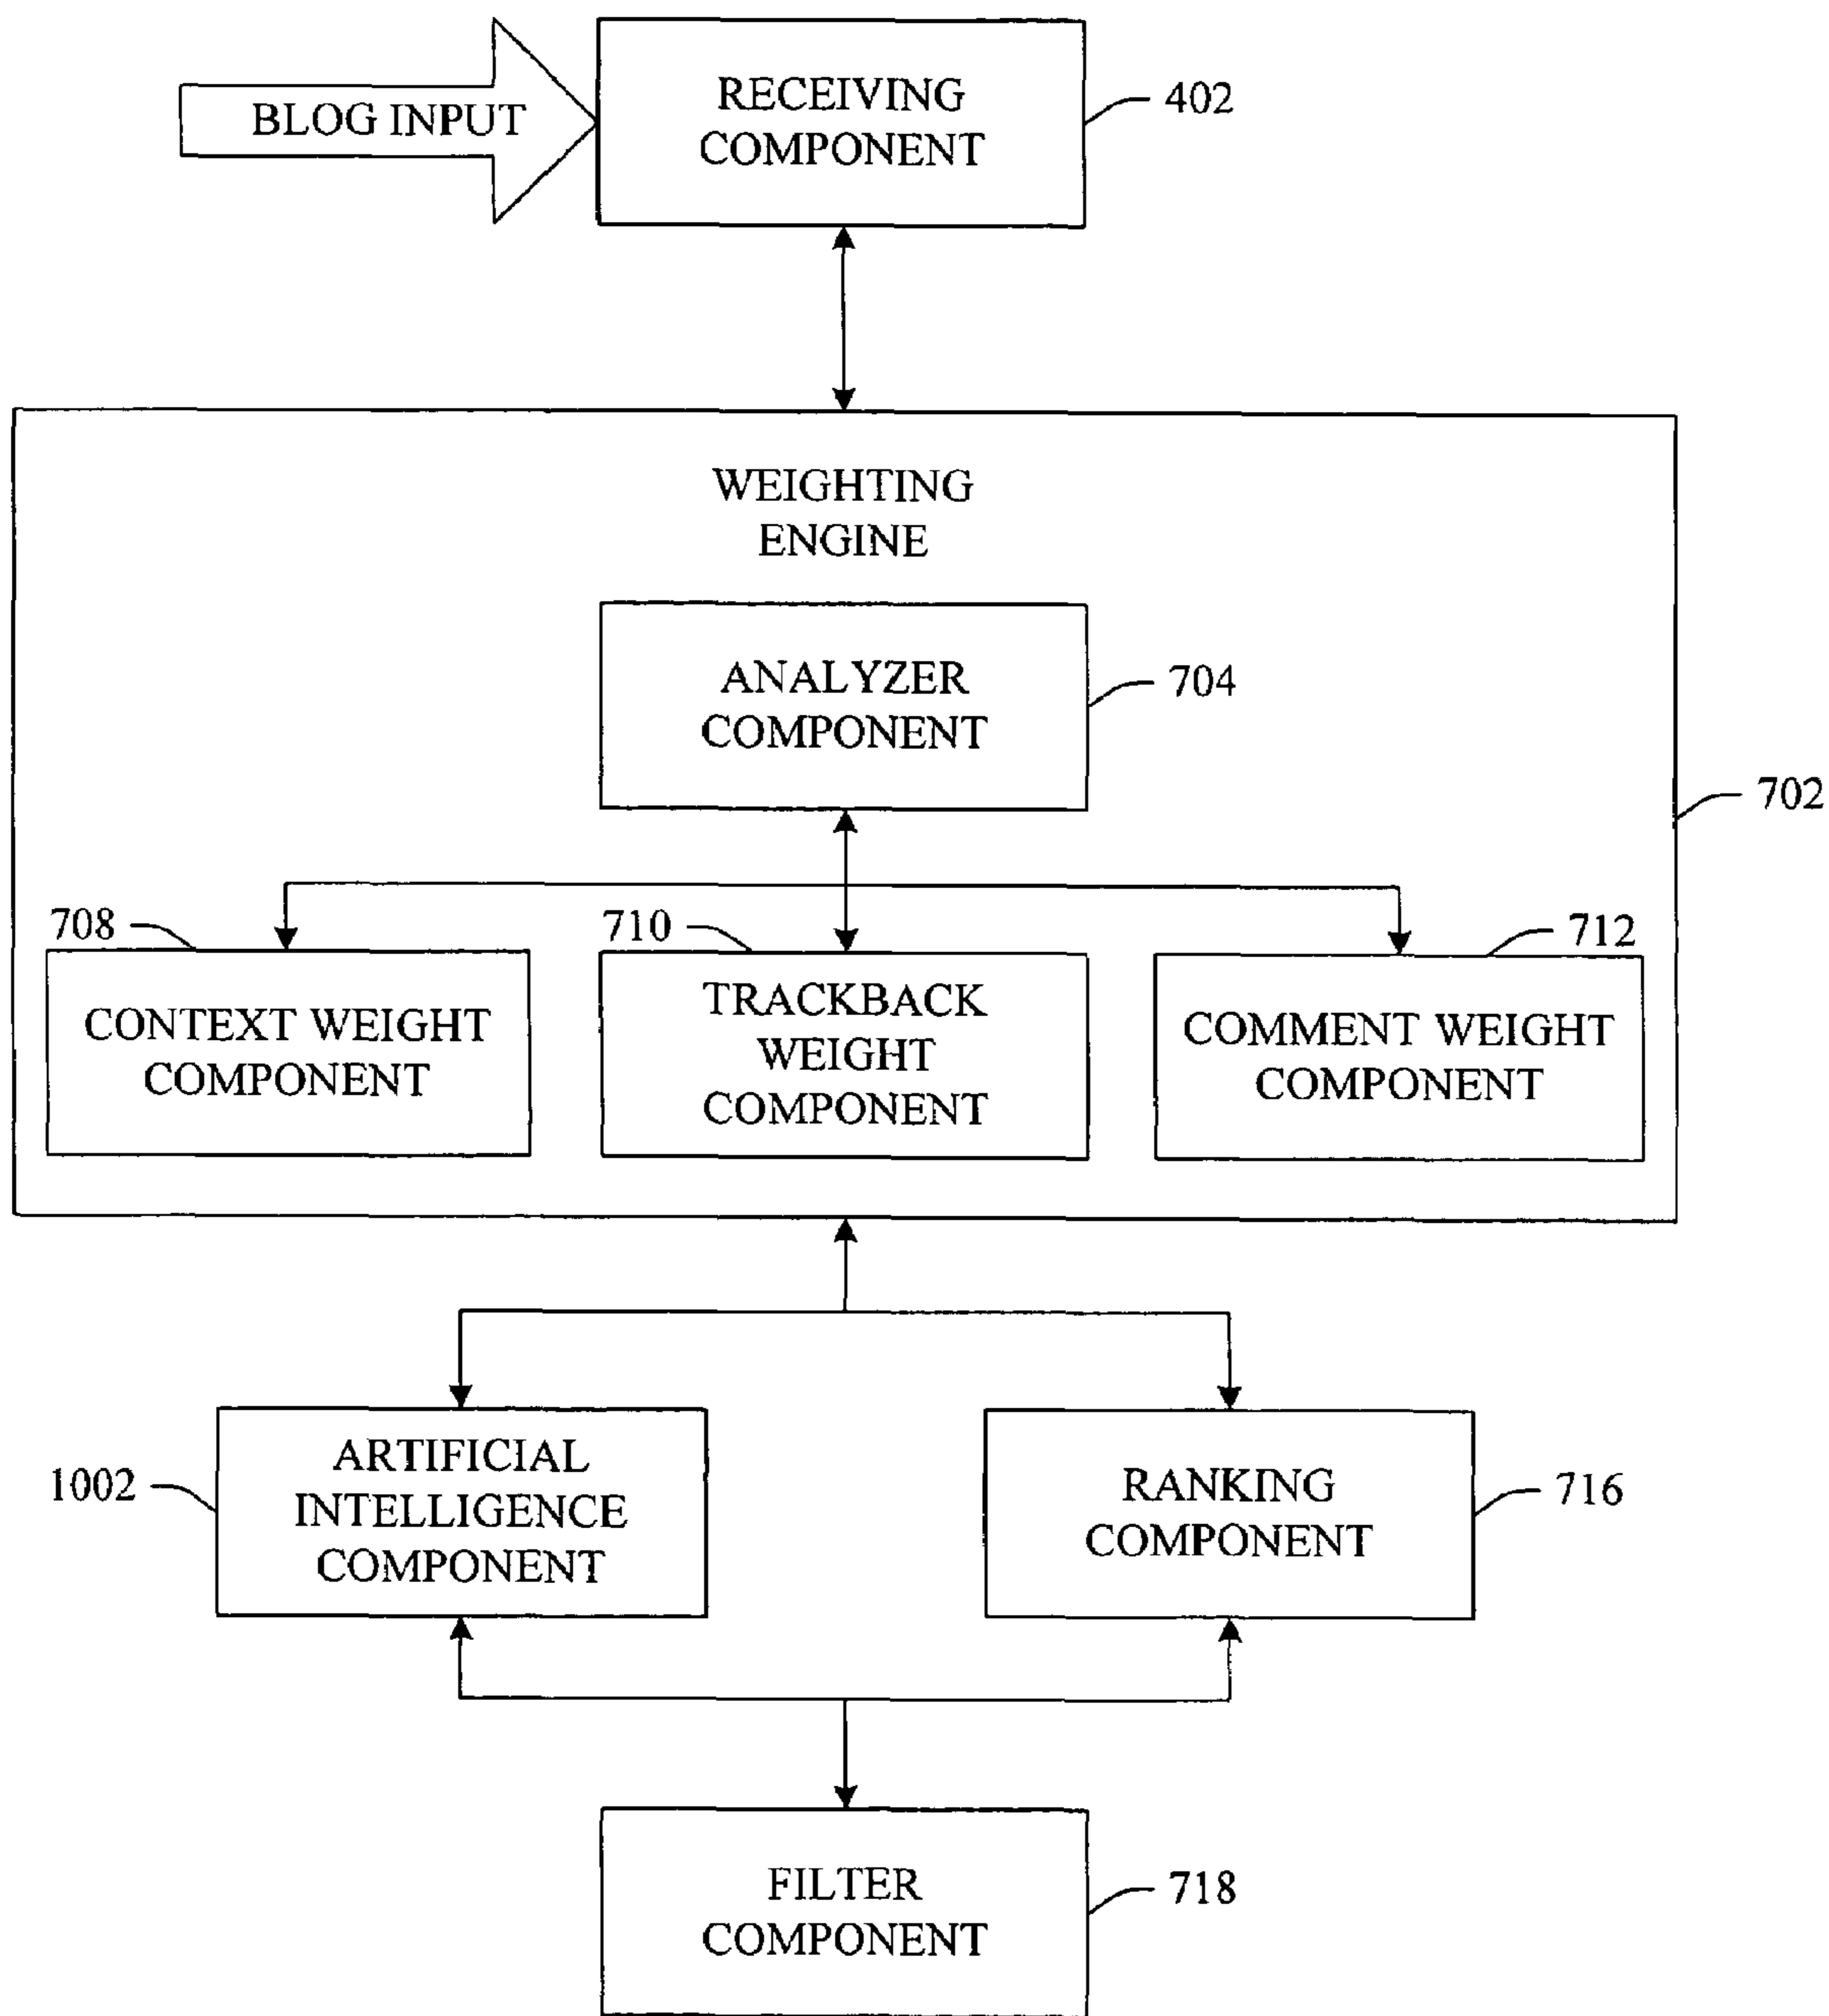 BLOG INPUT
RECEIVING
COMPONENT
402
WEIGHTING
ENGINE
ANALYZER
COMPONENT
704
702
708
710
712
CONTEXT WEIGHT
COMPONENT
TRACKBACK
WEIGHT
COMPONENT
COMMENT WEIGHT
COMPONENT
1002
ARTIFICIAL
INTELLIGENCE
COMPONENT
RANKING
COMPONENT
716
FILTER
COMPONENT
718